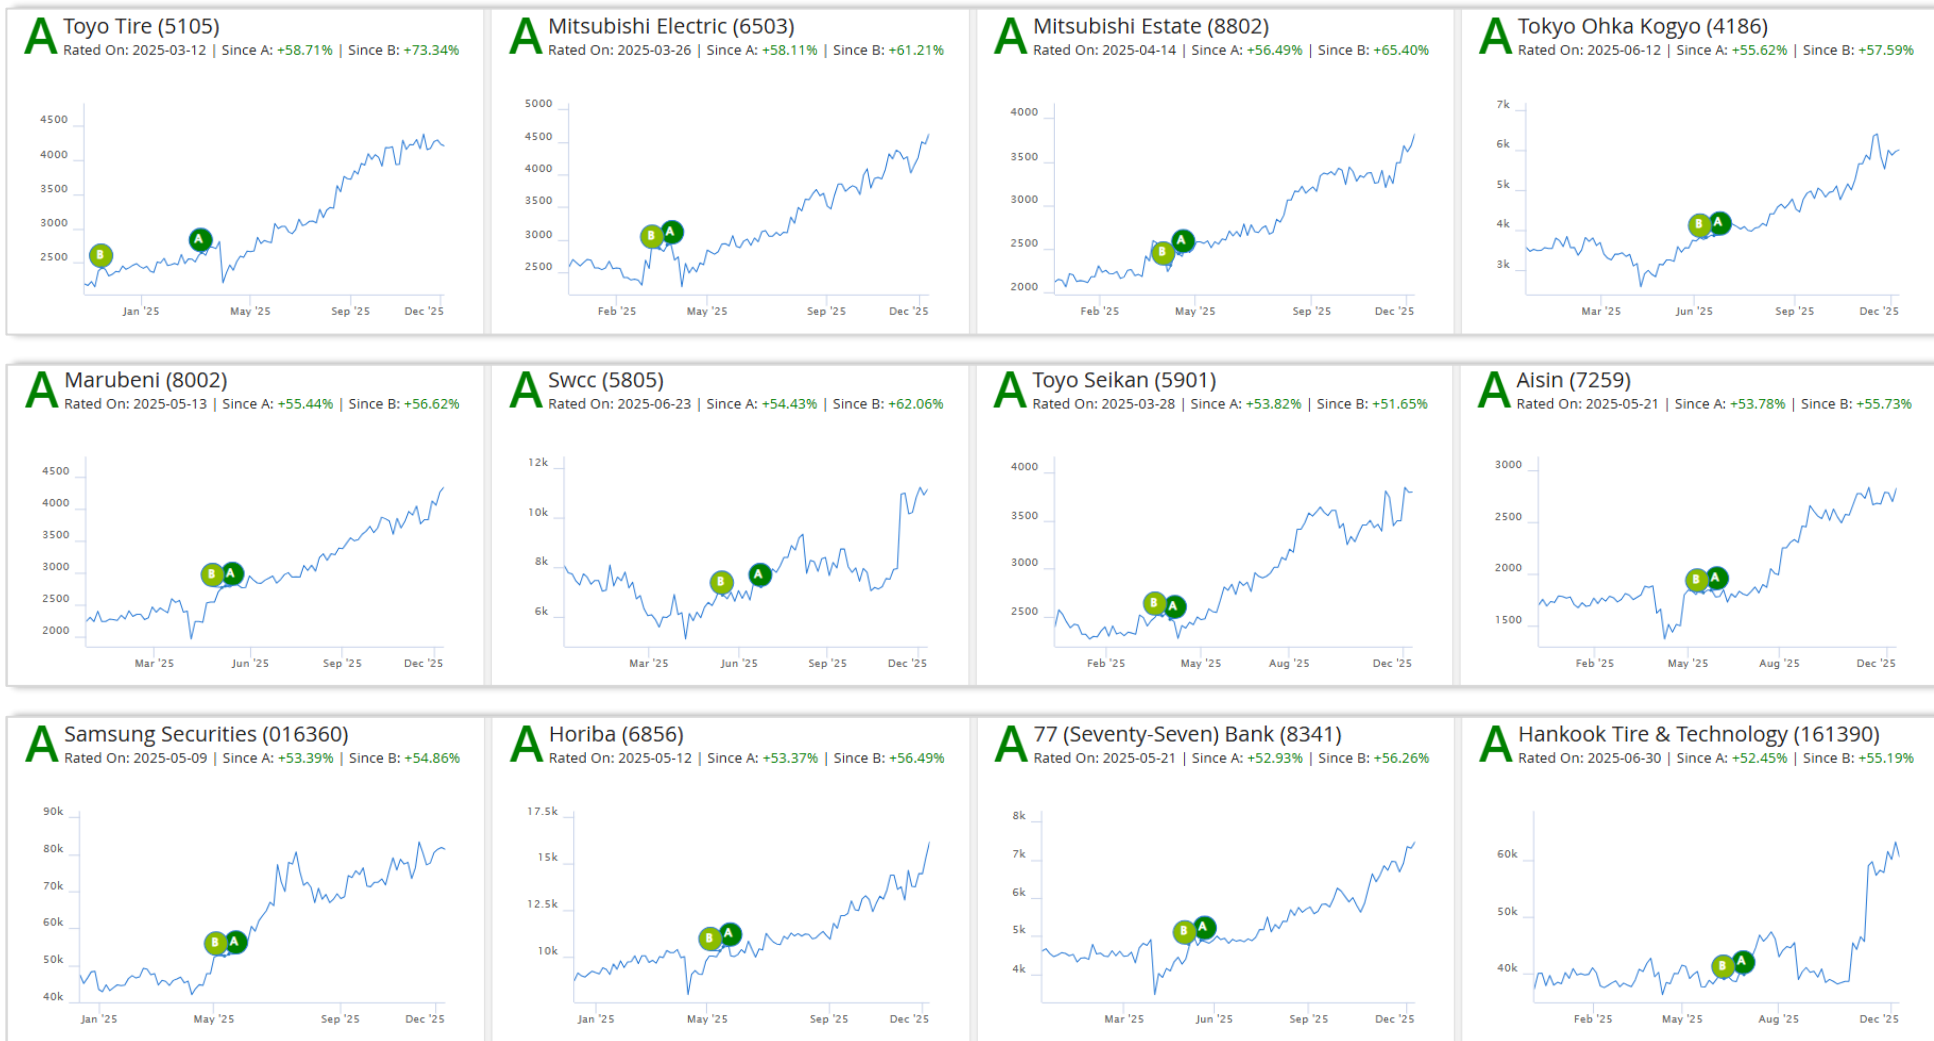 A Toyo Tire (5105)
Rated On: 2025-03-12 | Since A: +58.71% | Since B: +73.34%
4500
4000
3500
3000
2500
B
A
Jan '25 May '25 Sep '25 Dec '25
A Mitsubishi Electric (6503)
Rated On: 2025-03-26 | Since A: +58.11% | Since B: +61.21%
5000
4500
4000
3500
3000
2500
B
A
Feb '25 May '25 Sep '25 Dec '25
A Mitsubishi Estate (8802)
Rated On: 2025-04-14 | Since A: +56.49% | Since B: +65.40%
4000
3500
3000
2500
2000
B
A
Feb '25 May '25 Sep '25 Dec '25
A Tokyo Ohka Kogyo (4186)
Rated On: 2025-06-12 | Since A: +55.62% | Since B: +57.59%
7k
6k
5k
4k
3k
B
A
Mar '25 Jun '25 Sep '25 Dec '25
A Marubeni (8002)
Rated On: 2025-05-13 | Since A: +55.44% | Since B: +56.62%
4500
4000
3500
3000
2500
2000
B
A
Mar '25 Jun '25 Sep '25 Dec '25
A Swcc (5805)
Rated On: 2025-06-23 | Since A: +54.43% | Since B: +62.06%
12k
10k
8k
6k
B
A
Mar '25 Jun '25 Sep '25 Dec '25
A Toyo Seikan (5901)
Rated On: 2025-03-28 | Since A: +53.82% | Since B: +51.65%
4000
3500
3000
2500
B
A
Feb '25 May '25 Aug '25 Dec '25
A Aisin (7259)
Rated On: 2025-05-21 | Since A: +53.78% | Since B: +55.73%
3000
2500
2000
1500
B
A
Feb '25 May '25 Aug '25 Dec '25
A Samsung Securities (016360)
Rated On: 2025-05-09 | Since A: +53.39% | Since B: +54.86%
90k
80k
70k
60k
50k
40k
B
A
Jan '25 May '25 Sep '25 Dec '25
A Horiba (6856)
Rated On: 2025-05-12 | Since A: +53.37% | Since B: +56.49%
17.5k
15k
12.5k
10k
B
A
Jan '25 May '25 Sep '25 Dec '25
A 77 (Seventy-Seven) Bank (8341)
Rated On: 2025-05-21 | Since A: +52.93% | Since B: +56.26%
8k
7k
6k
5k
4k
B
A
Mar '25 Jun '25 Sep '25 Dec '25
A Hankook Tire & Technology (161390)
Rated On: 2025-06-30 | Since A: +52.45% | Since B: +55.19%
60k
50k
40k
B
A
Feb '25 May '25 Aug '25 Dec '25